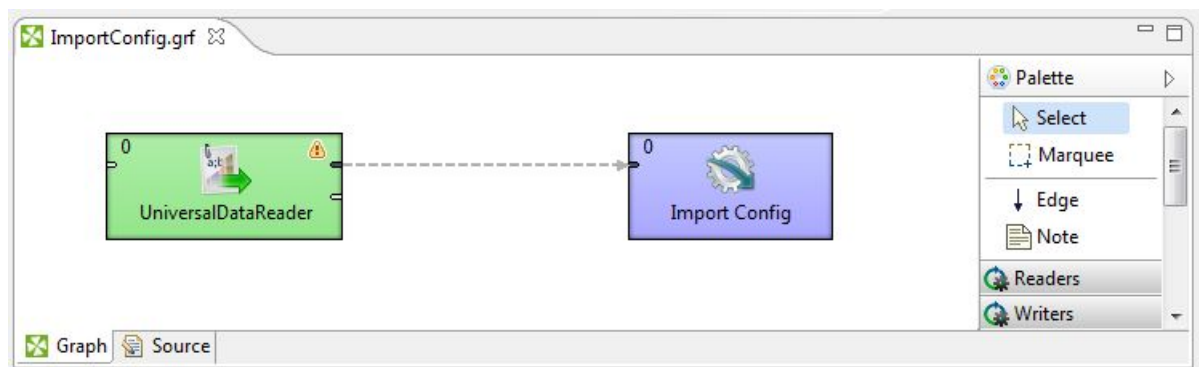 ImportConfig.grf
Palette
Select
Marquee
Edge
Note
Readers
Writers
0
a;b
UniversalDataReader
0
Import Config
Graph
Source